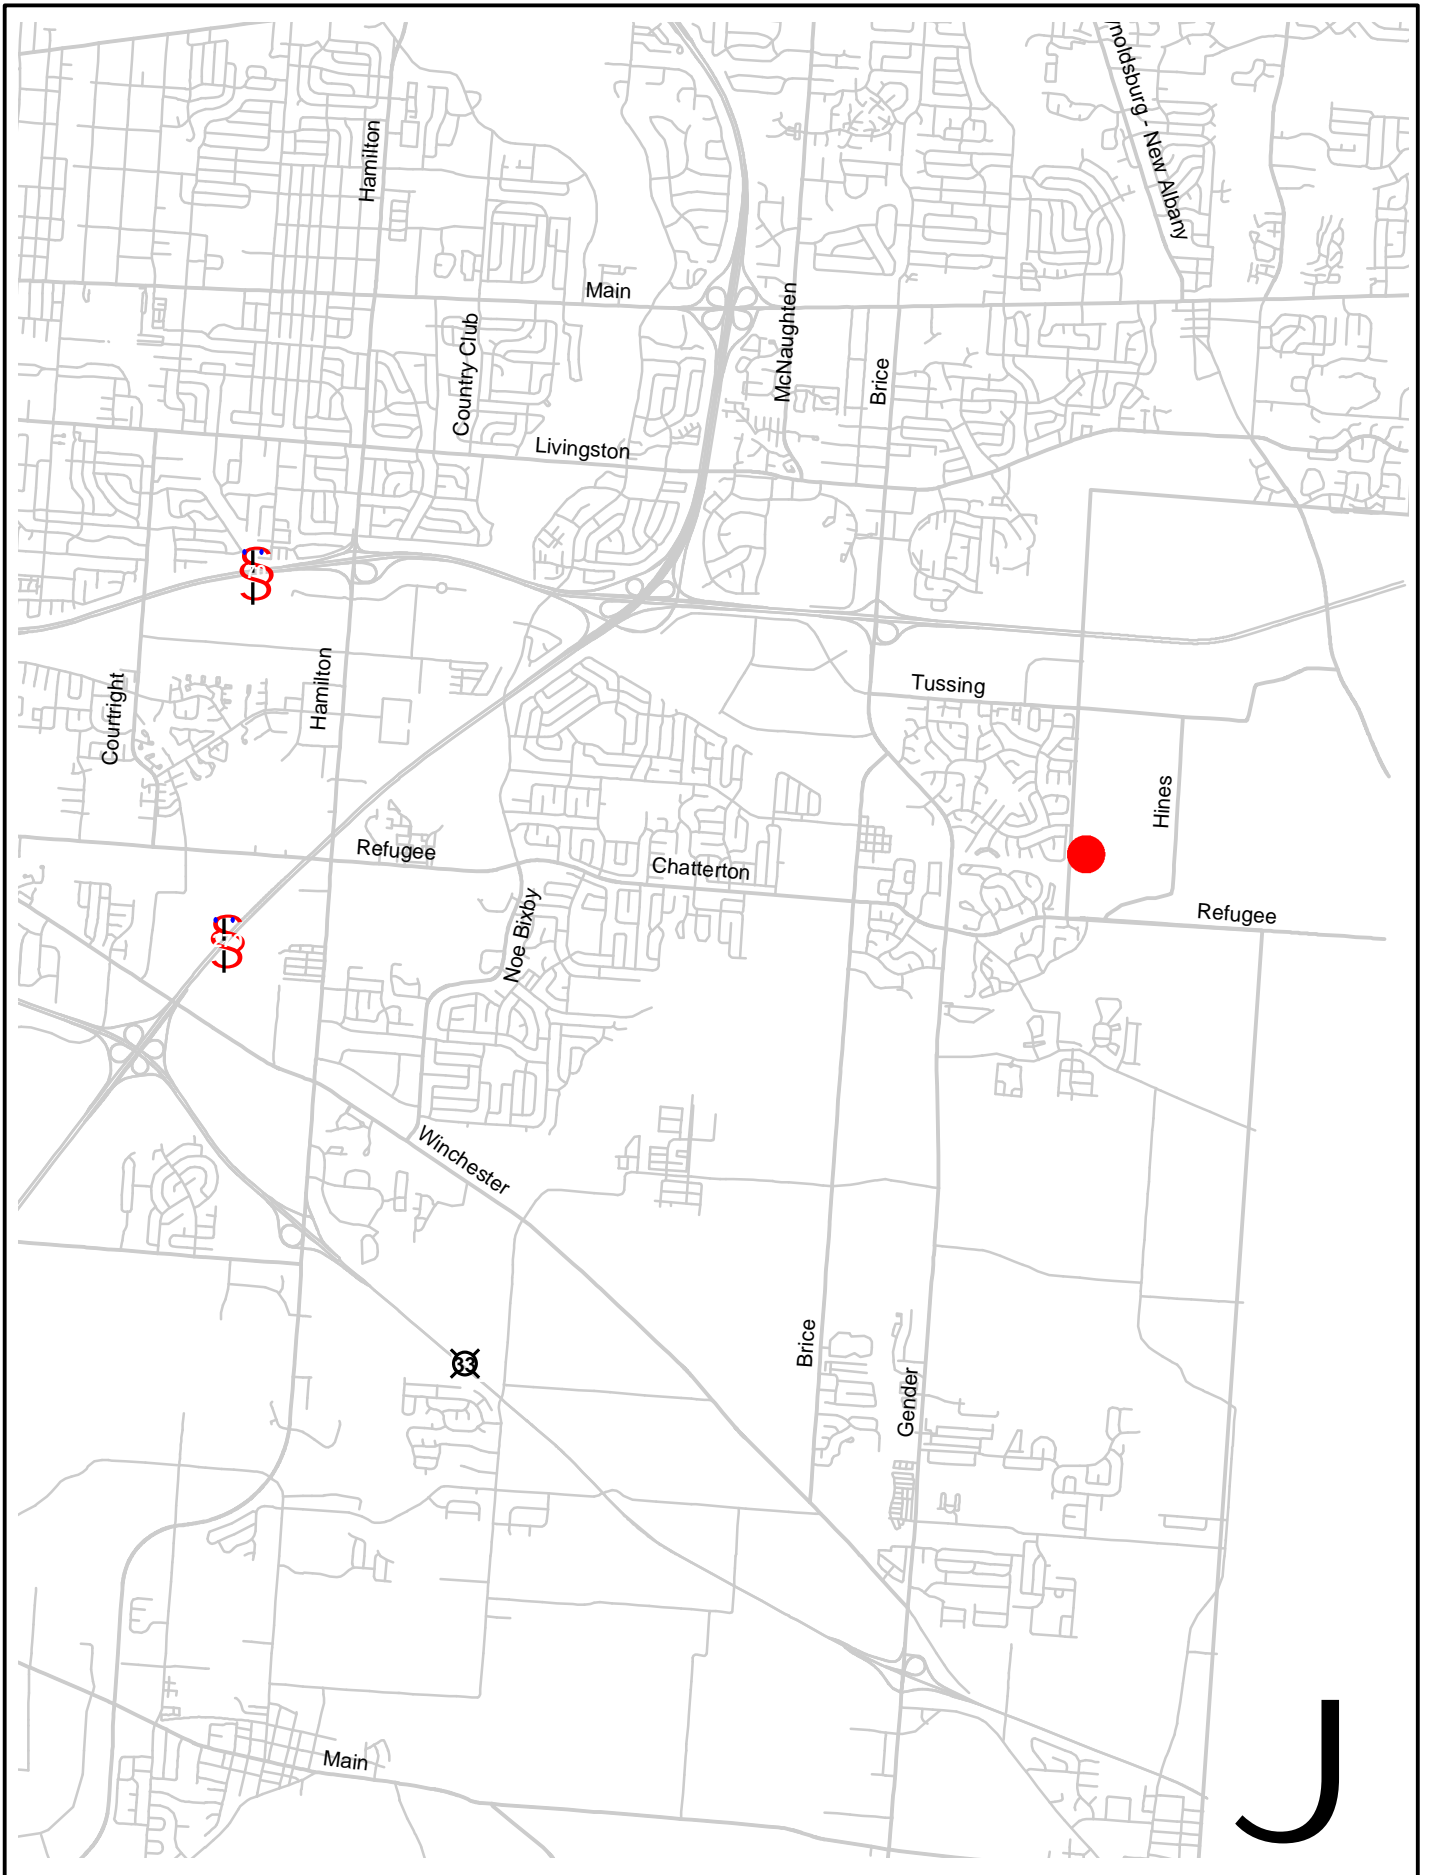 noldsburg - New Albany
Hamilton
Main
Country Club
McNaughten
Brice
Livingston
Hamilton
Courtright
Tussing
Hines
Refugee
Chatterton
Noe Bixby
Refugee
Winchester
Brice
33
Gender
Main
J